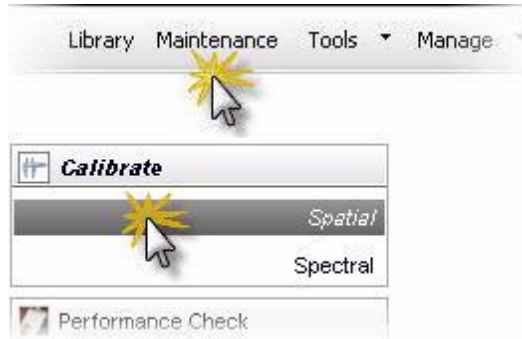 Library Maintenance Tools Manage
Calibrate
Spatial
Spectral
Performance Check